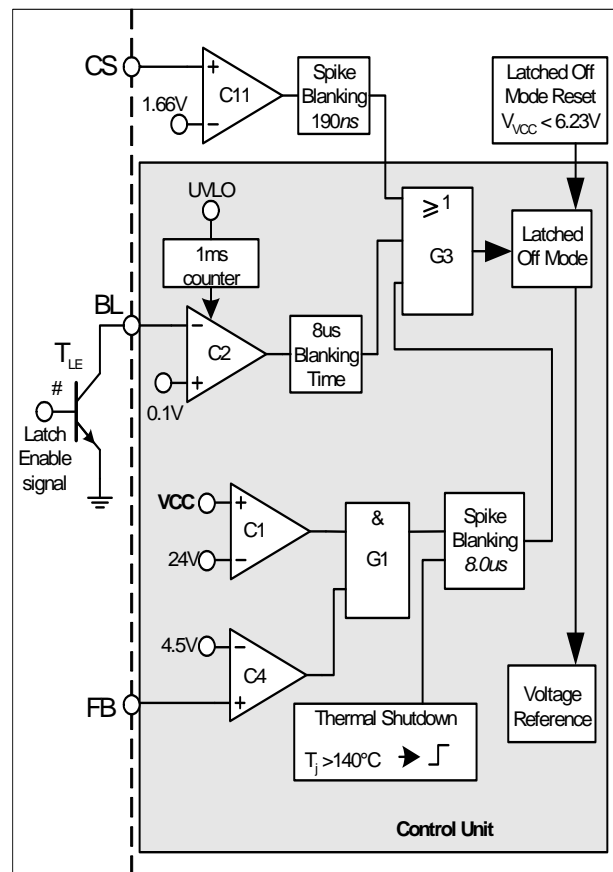 CS
+
C11
1.66V
−
Spike
Blanking
190ns
Latched Off
Mode Reset
V_VCC < 6.23V
UVLO
1ms
counter
⩾ 1
G3
Latched
Off Mode
BL
T_LE
#
Latch
Enable
signal
−
C2
+
0.1V
8us
Blanking
Time
VCC
+
C1
24V
−
&
G1
Spike
Blanking
8.0us
4.5V
−
C4
+
FB
Thermal Shutdown
T_j >140°C
Voltage
Reference
Control Unit